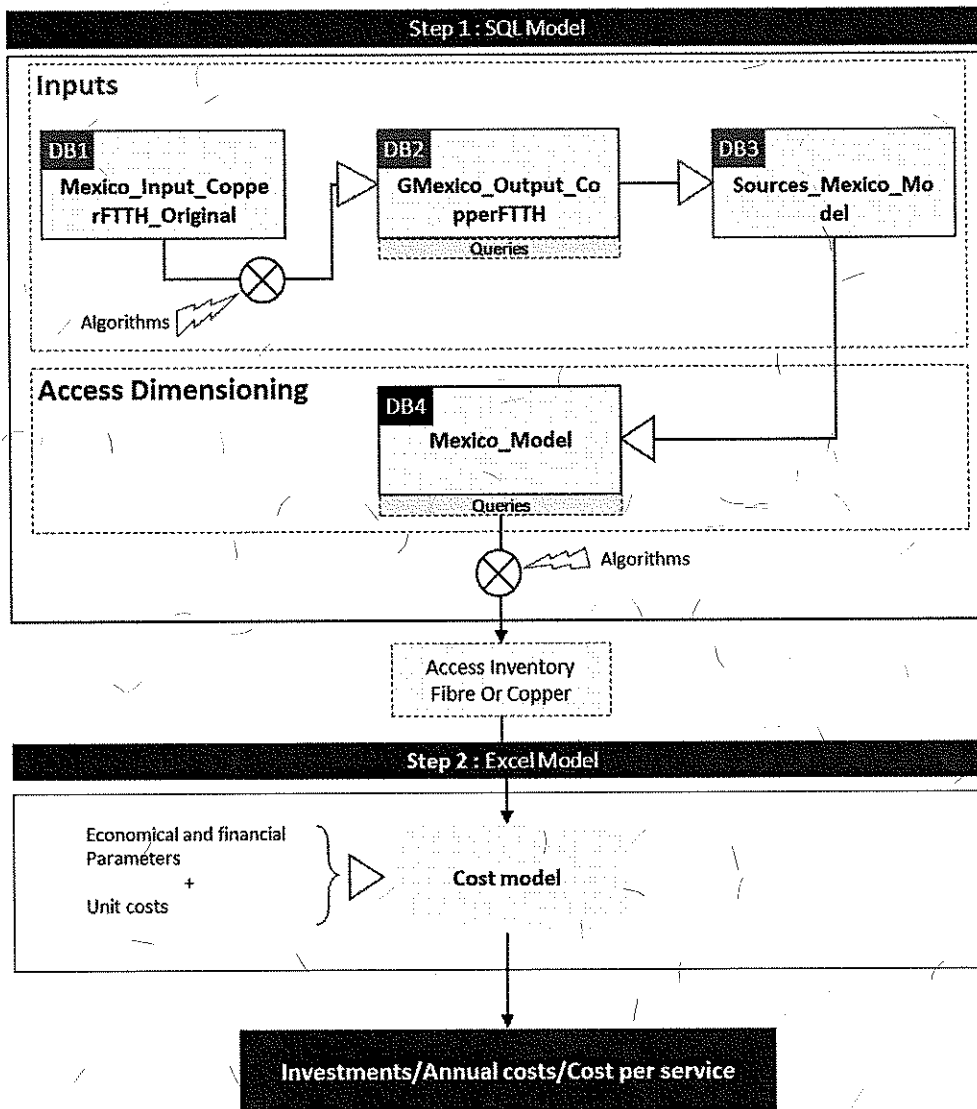 Step 1 : SQL Model
Inputs
DB1
Mexico_Input_Coppe
rFTTH_Original
DB2
GMexico_Output_Co
pperFTTH
Queries
DB3
Sources_Mexico_Mo
del
Algorithms
Access Dimensioning
DB4
Mexico_Model
Queries
Algorithms
Access Inventory
Fibre Or Copper
Step 2 : Excel Model
Economical and financial
Parameters
+
Unit costs
Cost model
Investments/Annual costs/Cost per service